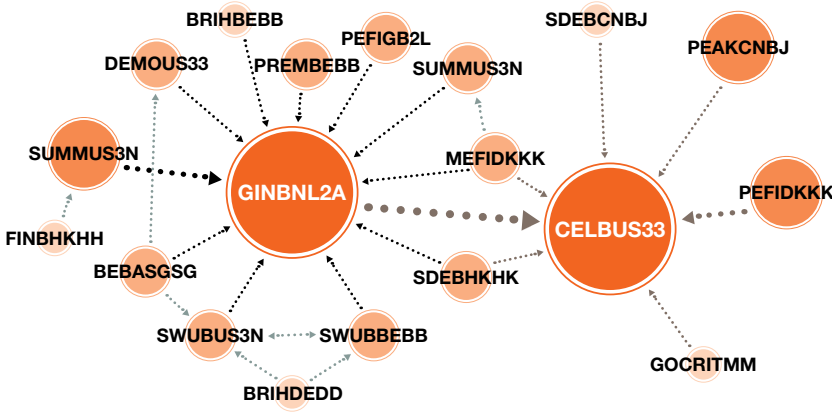 BRIHBEBB
SDEBCNBJ
PEFIGB2L
PEAKCNBJ
DEMOUS33
PREMBEBB
SUMMUS3N
SUMMUS3N
MEFIDKKK
GINBNL2A
PEFIDKKK
CELBUS33
FINBHKHH
BEBASGSG
SDEBHKHK
SWUBUS3N
SWUBBEBB
GOCRITMM
BRIHDEDD